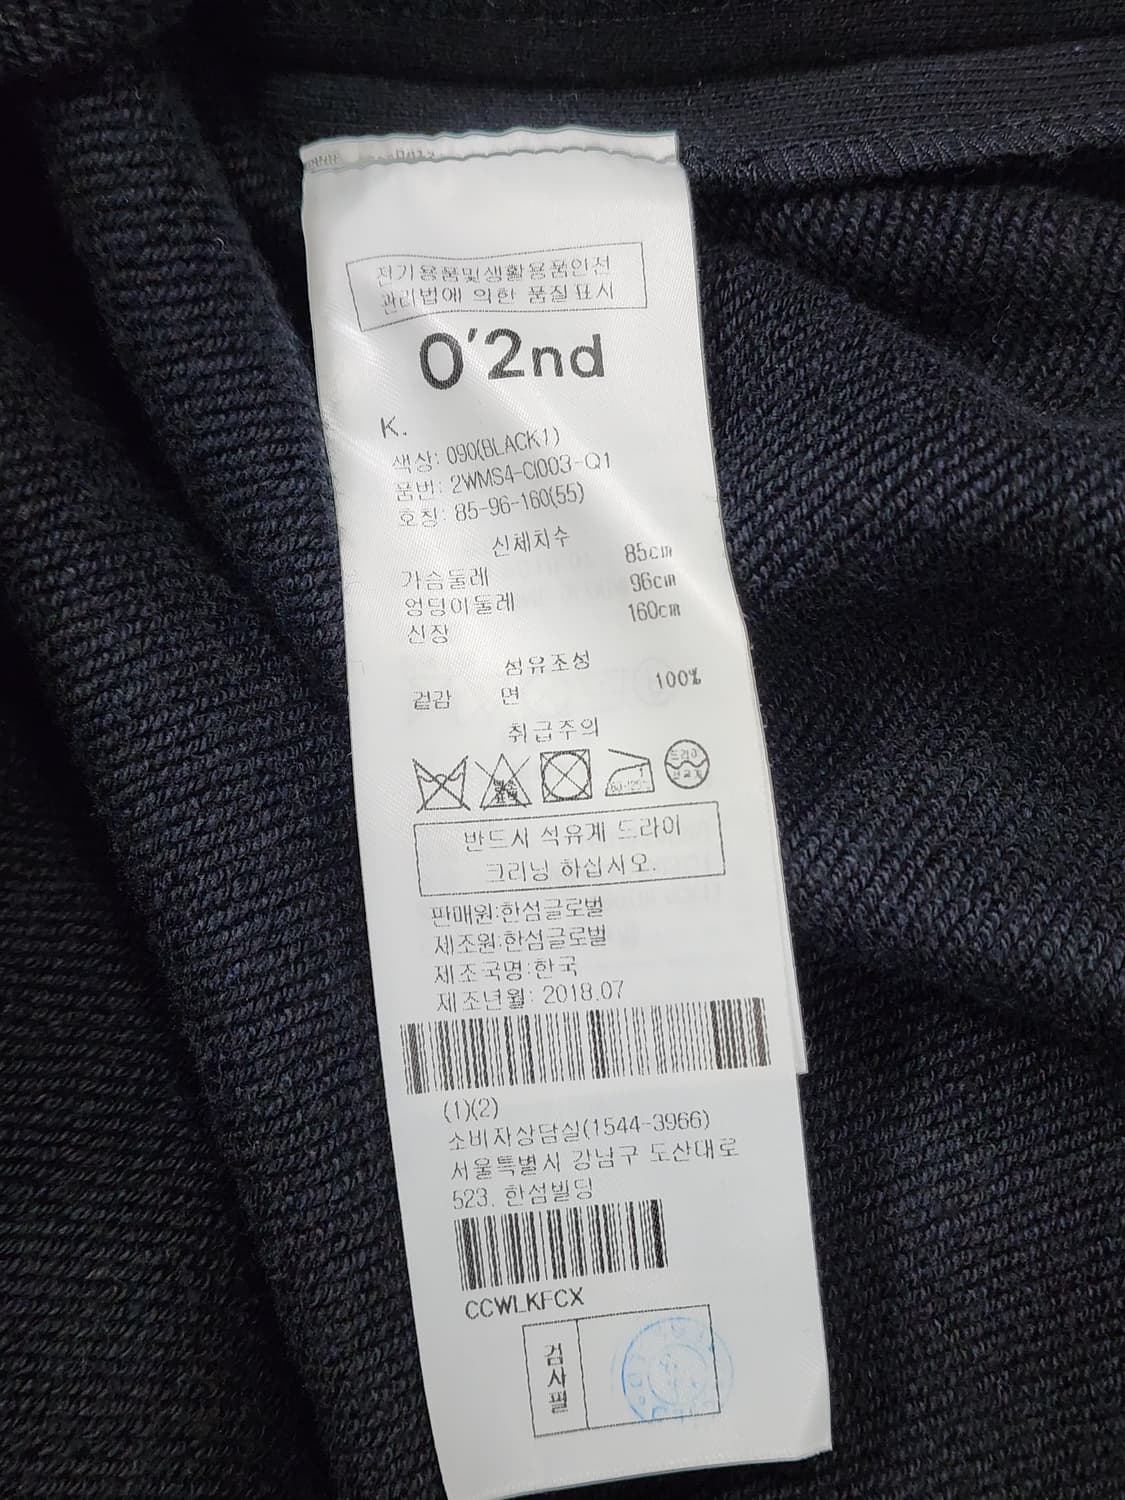 전기용품및생활용품안전
관리법에 의한 품질표시
O'2nd
K.
색상: 090(BLACK1)
품번: 2WMS4-CI003-Q1
호칭: 85-96-160(55)
신체치수
가슴둘레 85cm
엉덩이둘레 96cm
신장 160cm
섬유조성
겉감 면 100%
취급주의
드라이
반드시 석유계 드라이
크리닝 하십시오.
판매원:한섬글로벌
제조원:한섬글로벌
제조국명:한국
제조년월: 2018.07
(1)(2)
소비자상담실(1544-3966)
서울특별시 강남구 도산대로
523, 한섬빌딩
CCWLKFCX
검사필